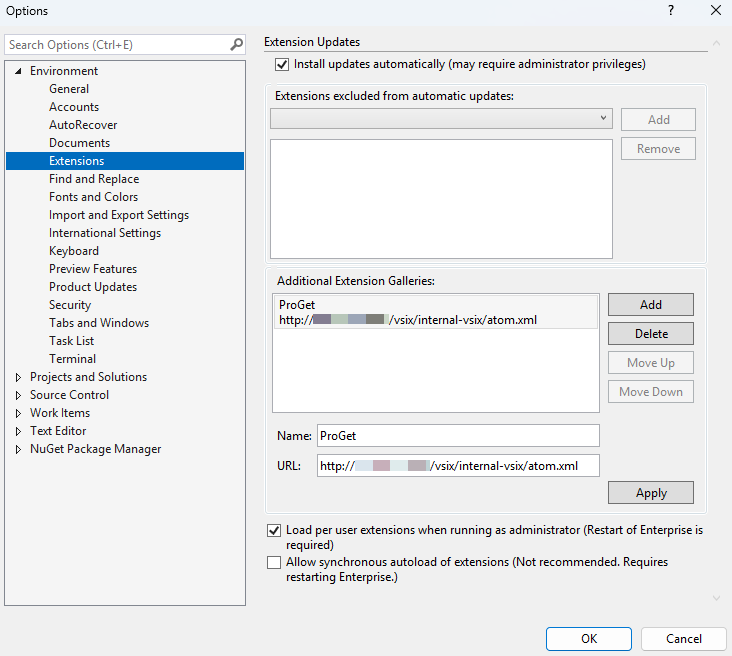 Options
?
Search Options (Ctrl+E)
Environment
General
Accounts
AutoRecover
Documents
Extensions
Find and Replace
Fonts and Colors
Import and Export Settings
International Settings
Keyboard
Preview Features
Product Updates
Security
Tabs and Windows
Task List
Terminal
Projects and Solutions
Source Control
Work Items
Text Editor
NuGet Package Manager
Extension Updates
Install updates automatically (may require administrator privileges)
Extensions excluded from automatic updates:
Add
Remove
Additional Extension Galleries:
ProGet
http:// /vsix/internal-vsix/atom.xml
Add
Delete
Move Up
Move Down
Name: ProGet
URL: http:// /vsix/internal-vsix/atom.xml
Apply
Load per user extensions when running as administrator (Restart of Enterprise is
required)
Allow synchronous autoload of extensions (Not recommended. Requires
restarting Enterprise.)
OK
Cancel